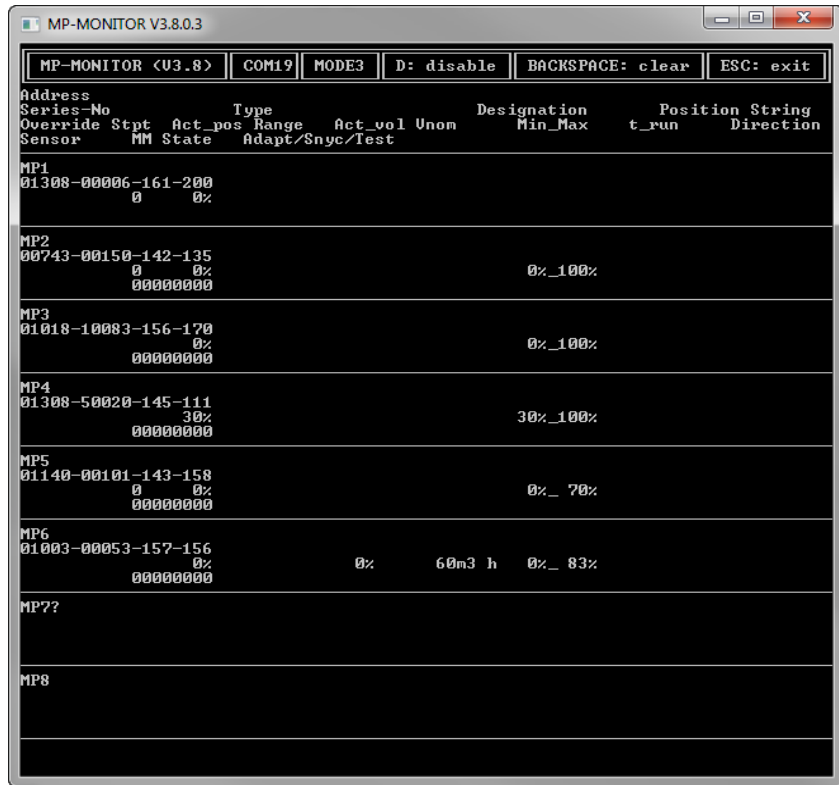 MP-MONITOR V3.8.0.3
MP-MONITOR (V3.8) COM19 MODE3 D: disable BACKSPACE: clear ESC: exit
Address
Series-No Type Designation Position String
Override Stpt Act_pos Range Act_vol Vnom Min_Max t_run Direction
Sensor MM State Adapt/Snyc/Test
MP1
01308-00006-161-200
0 0%
MP2
00743-00150-142-135
0 0% 0%_100%
00000000
MP3
01018-10083-156-170
0% 0%_100%
00000000
MP4
01308-50020-145-111
30% 30%_100%
00000000
MP5
01140-00101-143-158
0 0% 0%_ 70%
00000000
MP6
01003-00053-157-156
0% 0% 60m3 h 0%_ 83%
00000000
MP7?
MP8